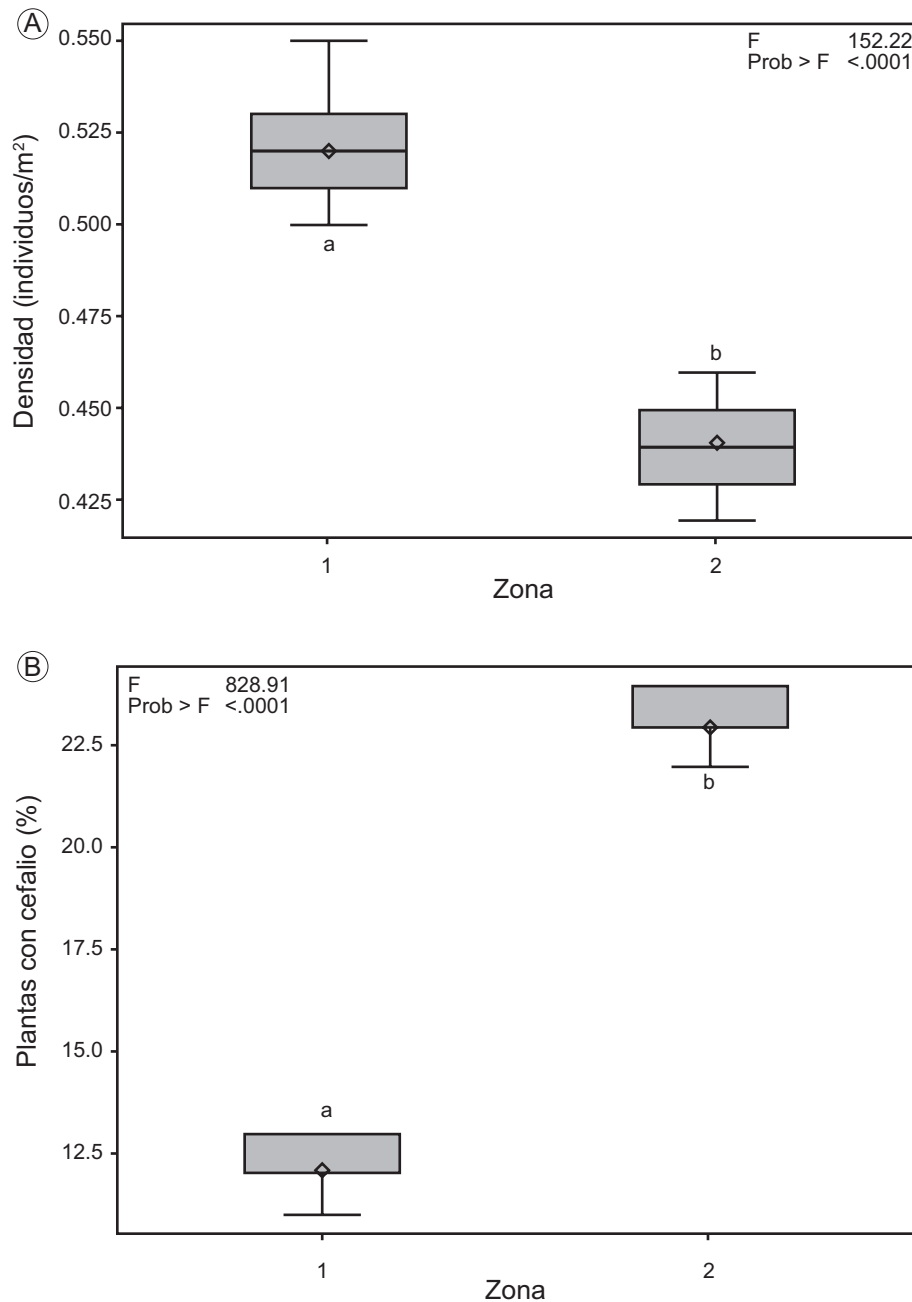 A
F 152.22
Prob > F <.0001
Densidad (individuos/m²)
0.550
0.525
0.500
0.475
0.450
0.425
a
b
1 2
Zona
B
F 828.91
Prob > F <.0001
Plantas con cefalio (%)
22.5
20.0
17.5
15.0
12.5
b
a
1 2
Zona